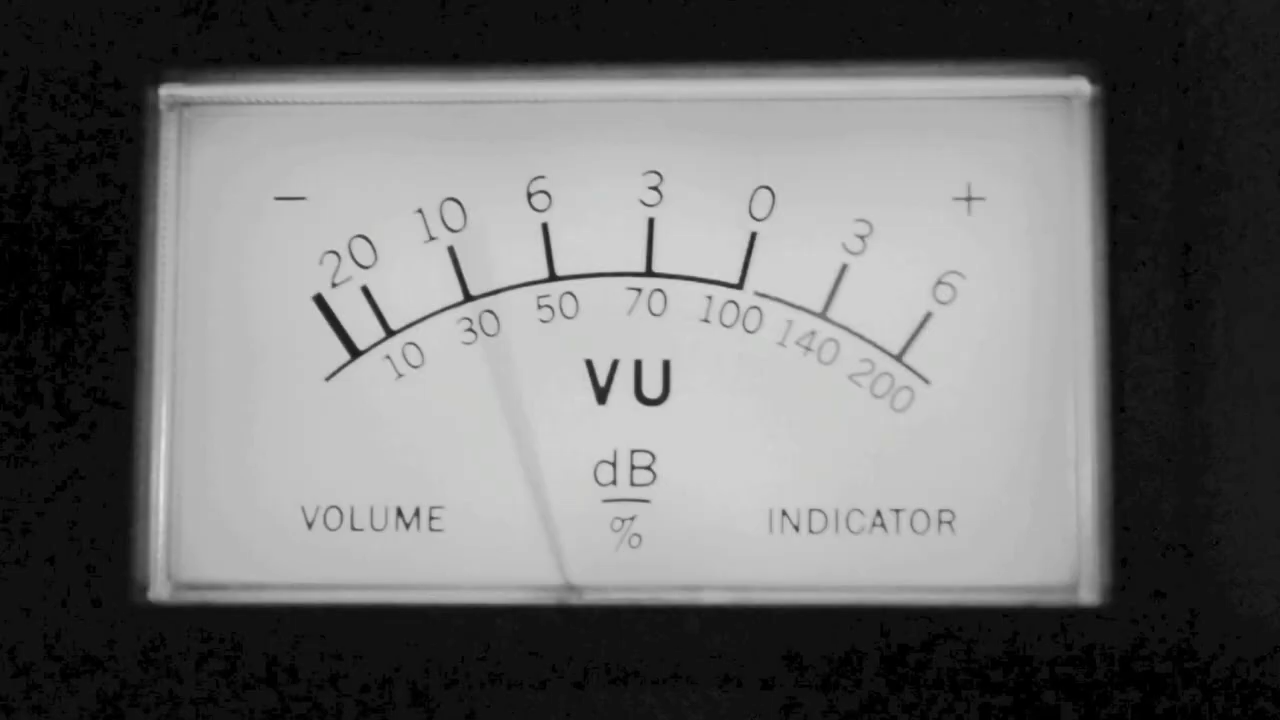 − 20 10 6 3 0 3 6 +
10 30 50 70 100 140 200
VU
dB
%
VOLUME INDICATOR